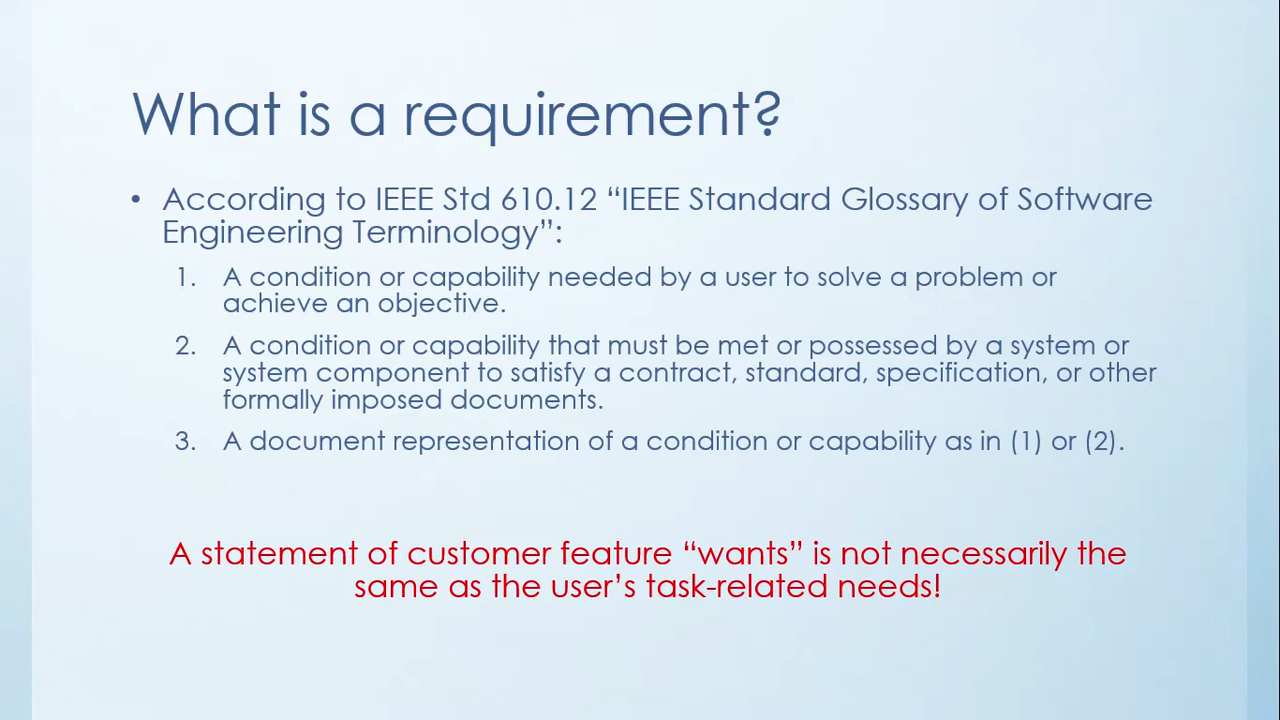 What is a requirement?
• According to IEEE Std 610.12 “IEEE Standard Glossary of Software
Engineering Terminology”:
1. A condition or capability needed by a user to solve a problem or
achieve an objective.
2. A condition or capability that must be met or possessed by a system or
system component to satisfy a contract, standard, specification, or other
formally imposed documents.
3. A document representation of a condition or capability as in (1) or (2).
A statement of customer feature “wants” is not necessarily the
same as the user’s task-related needs!